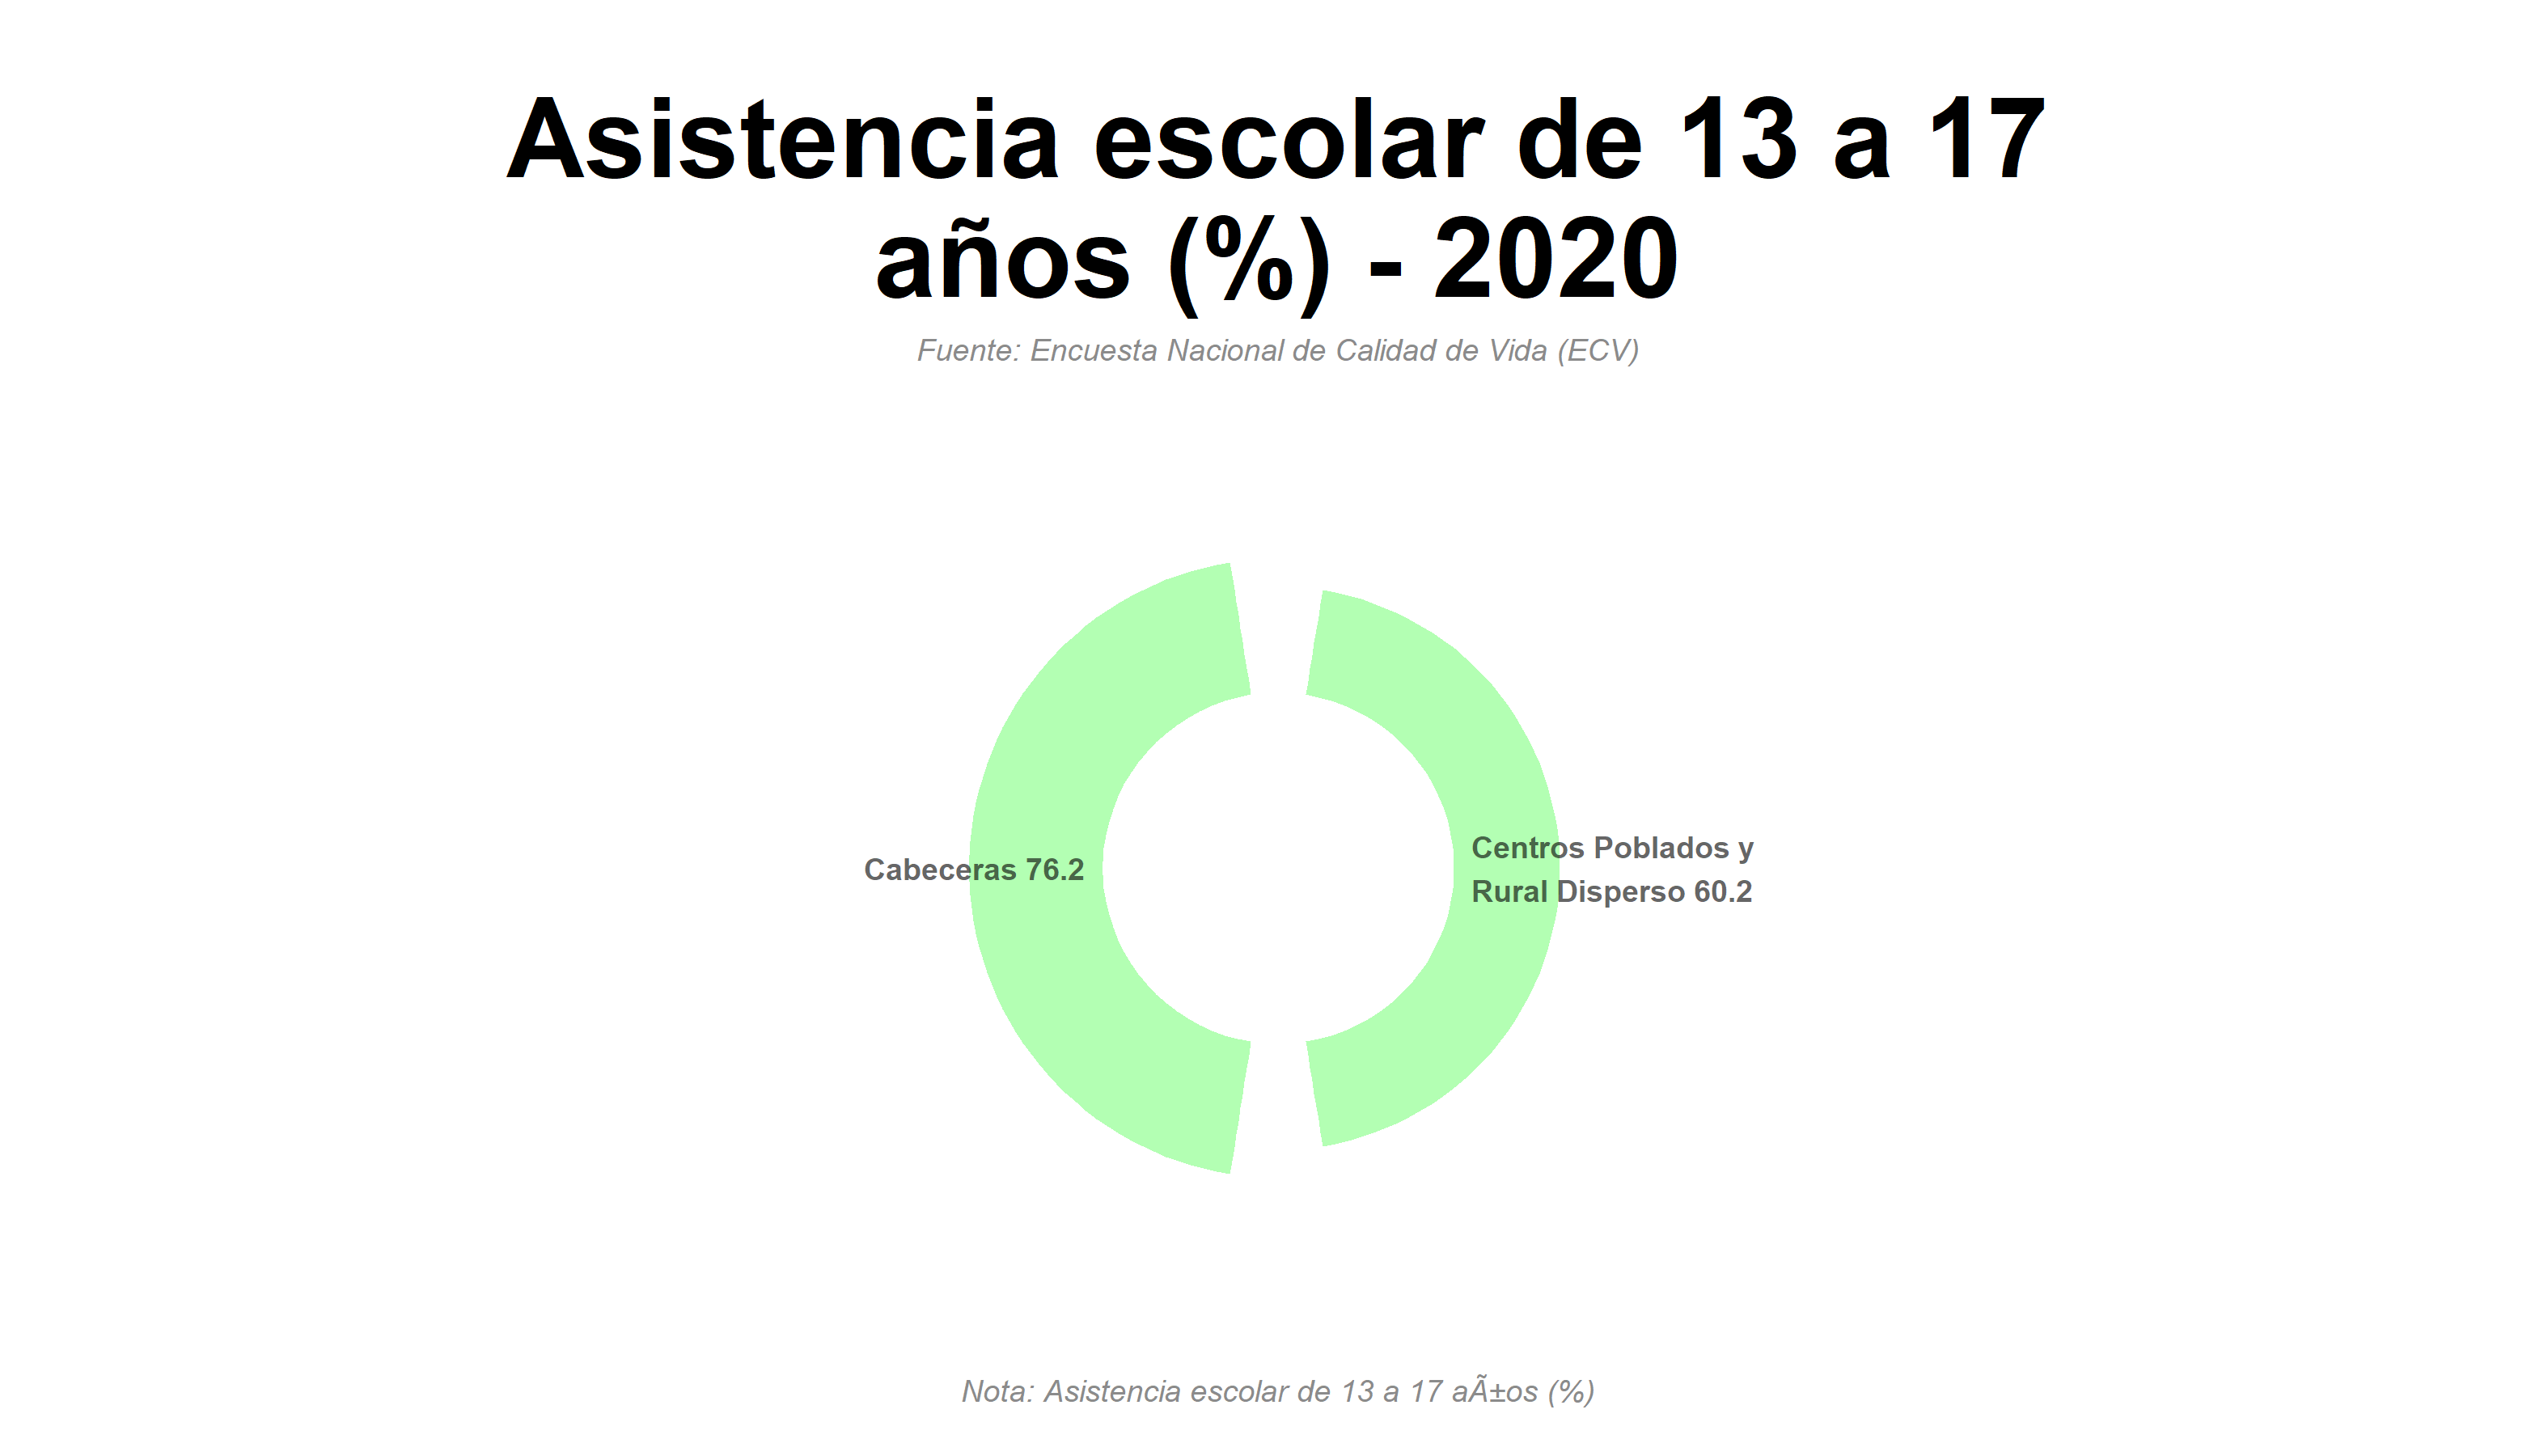 Asistencia escolar de 13 a 17
años (%) - 2020
Fuente: Encuesta Nacional de Calidad de Vida (ECV)
Cabeceras 76.2
Centros Poblados y
Rural Disperso 60.2
Nota: Asistencia escolar de 13 a 17 aÃ±os (%)